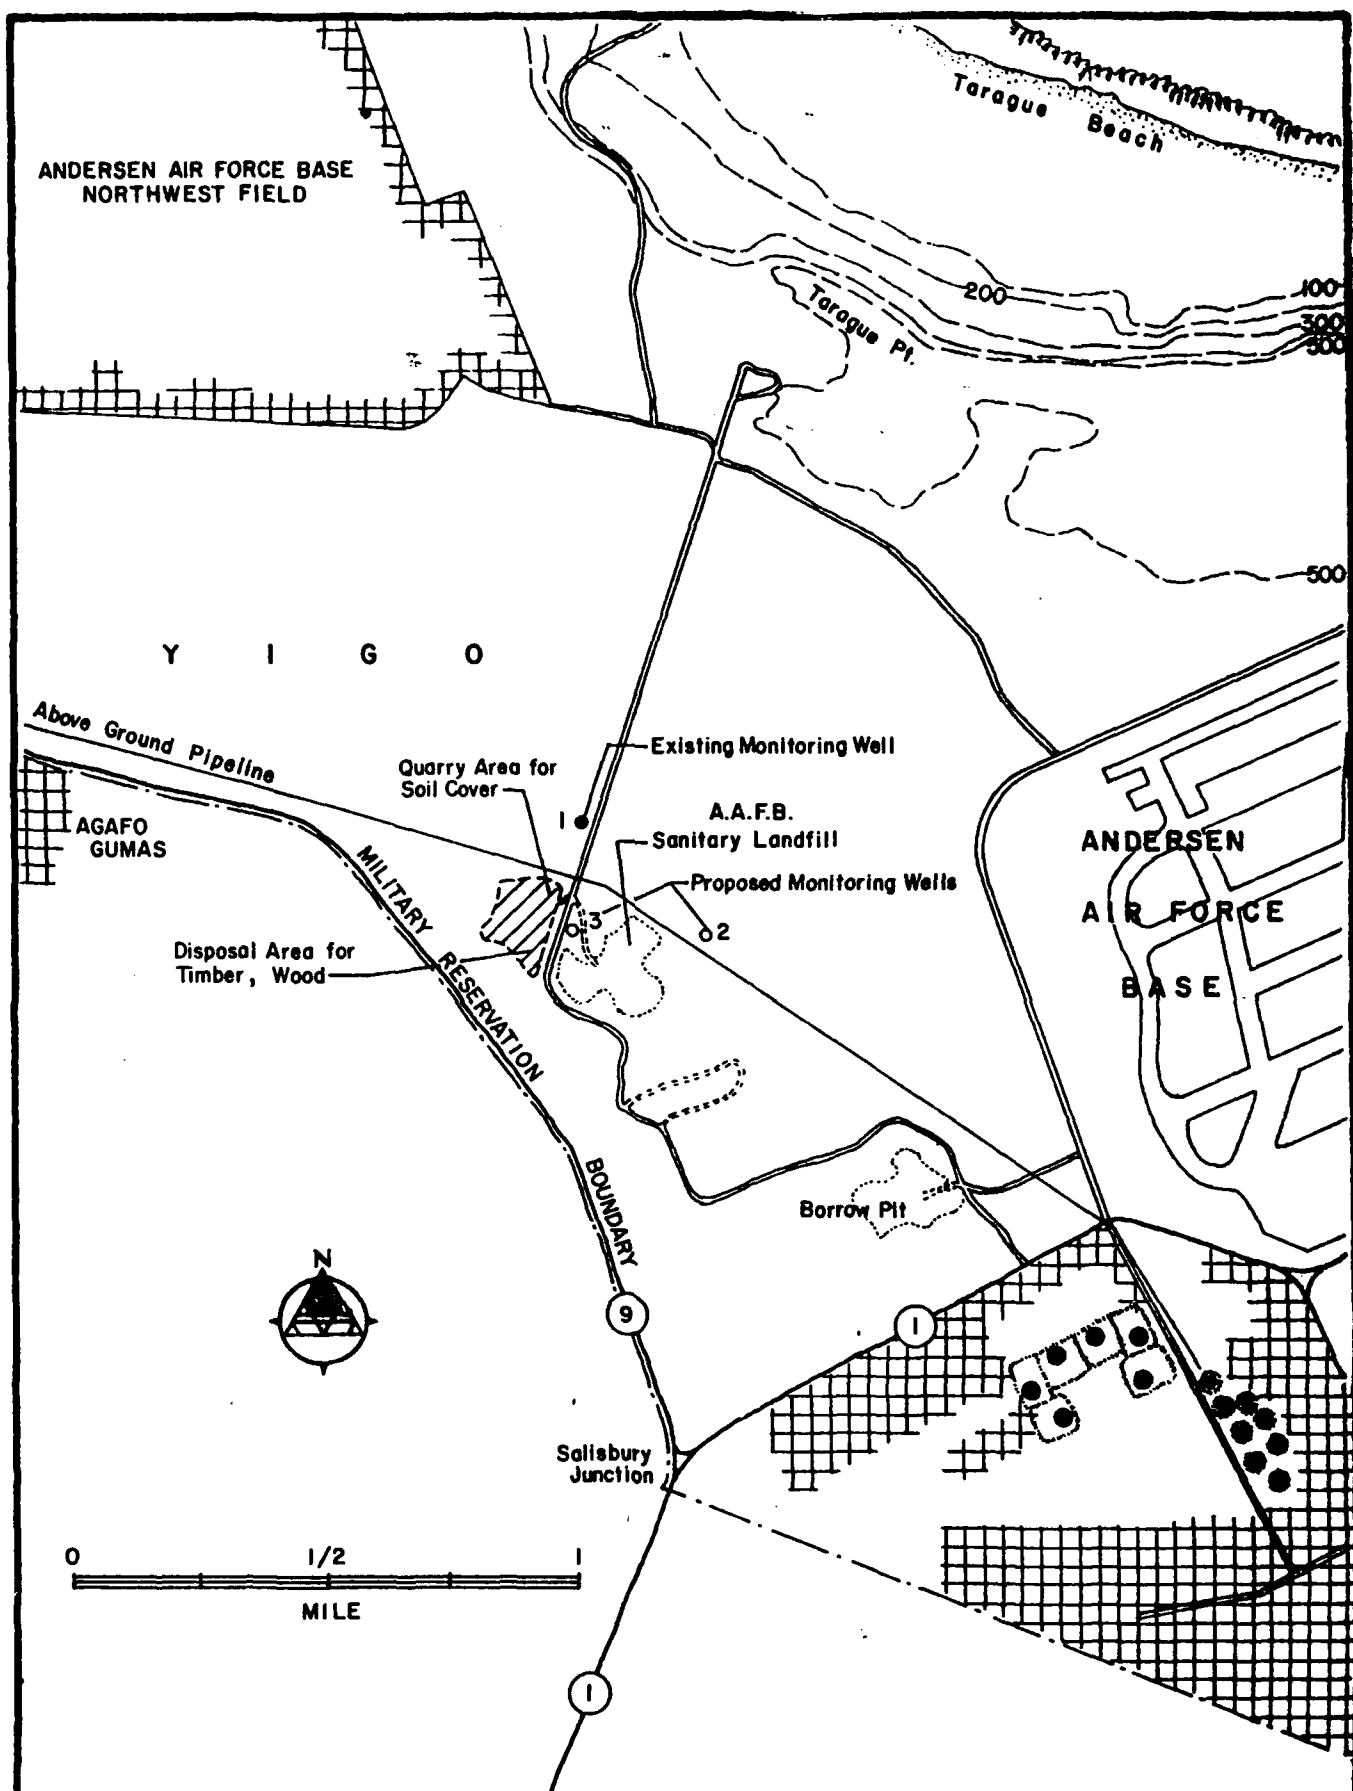 Tarague
Beach
ANDERSEN AIR FORCE BASE
NORTHWEST FIELD
200
100
300
500
Tarague Pt.
500
Y I G O
Above Ground Pipeline
Existing Monitoring Well
Quarry Area for
Soil Cover
1
A.A.F.B.
Sanitary Landfill
AGAFO
GUMAS
ANDERSEN
AIR FORCE
BASE
MILITARY RESERVATION BOUNDARY
Proposed Monitoring Wells
3
2
Disposal Area for
Timber, Wood
Borrow Pit
N
9
1
Salisbury
Junction
0 1/2 1
MILE
1